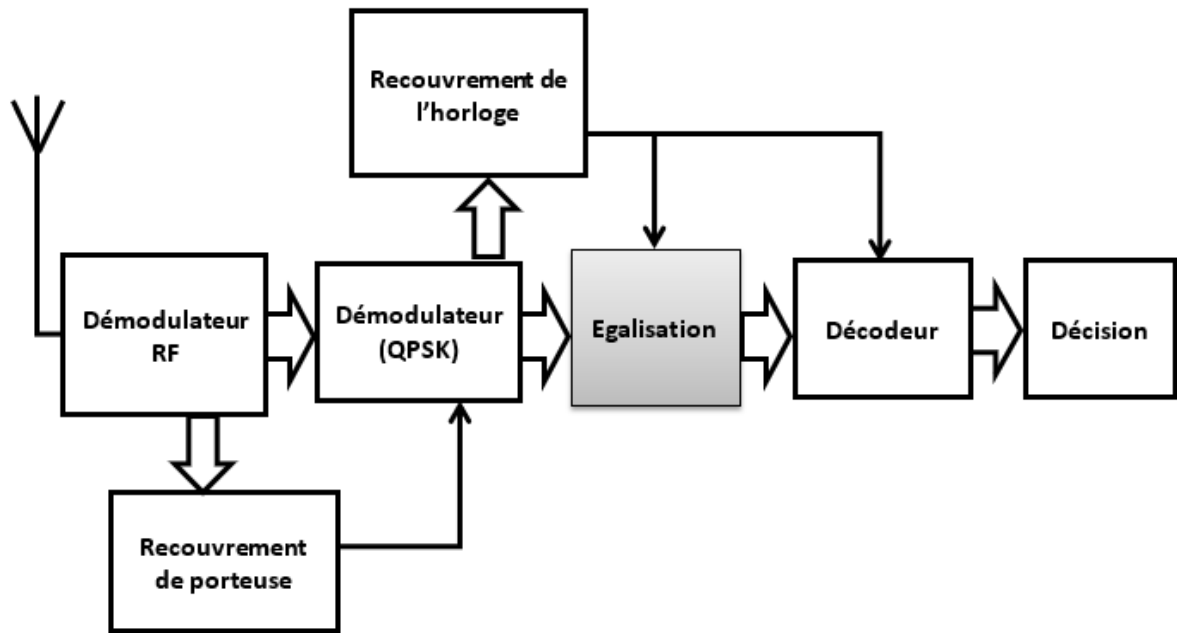 Recouvrement de
l'horloge
Démodulateur
RF
Démodulateur
(QPSK)
Egalisation
Décodeur
Décision
Recouvrement
de porteuse